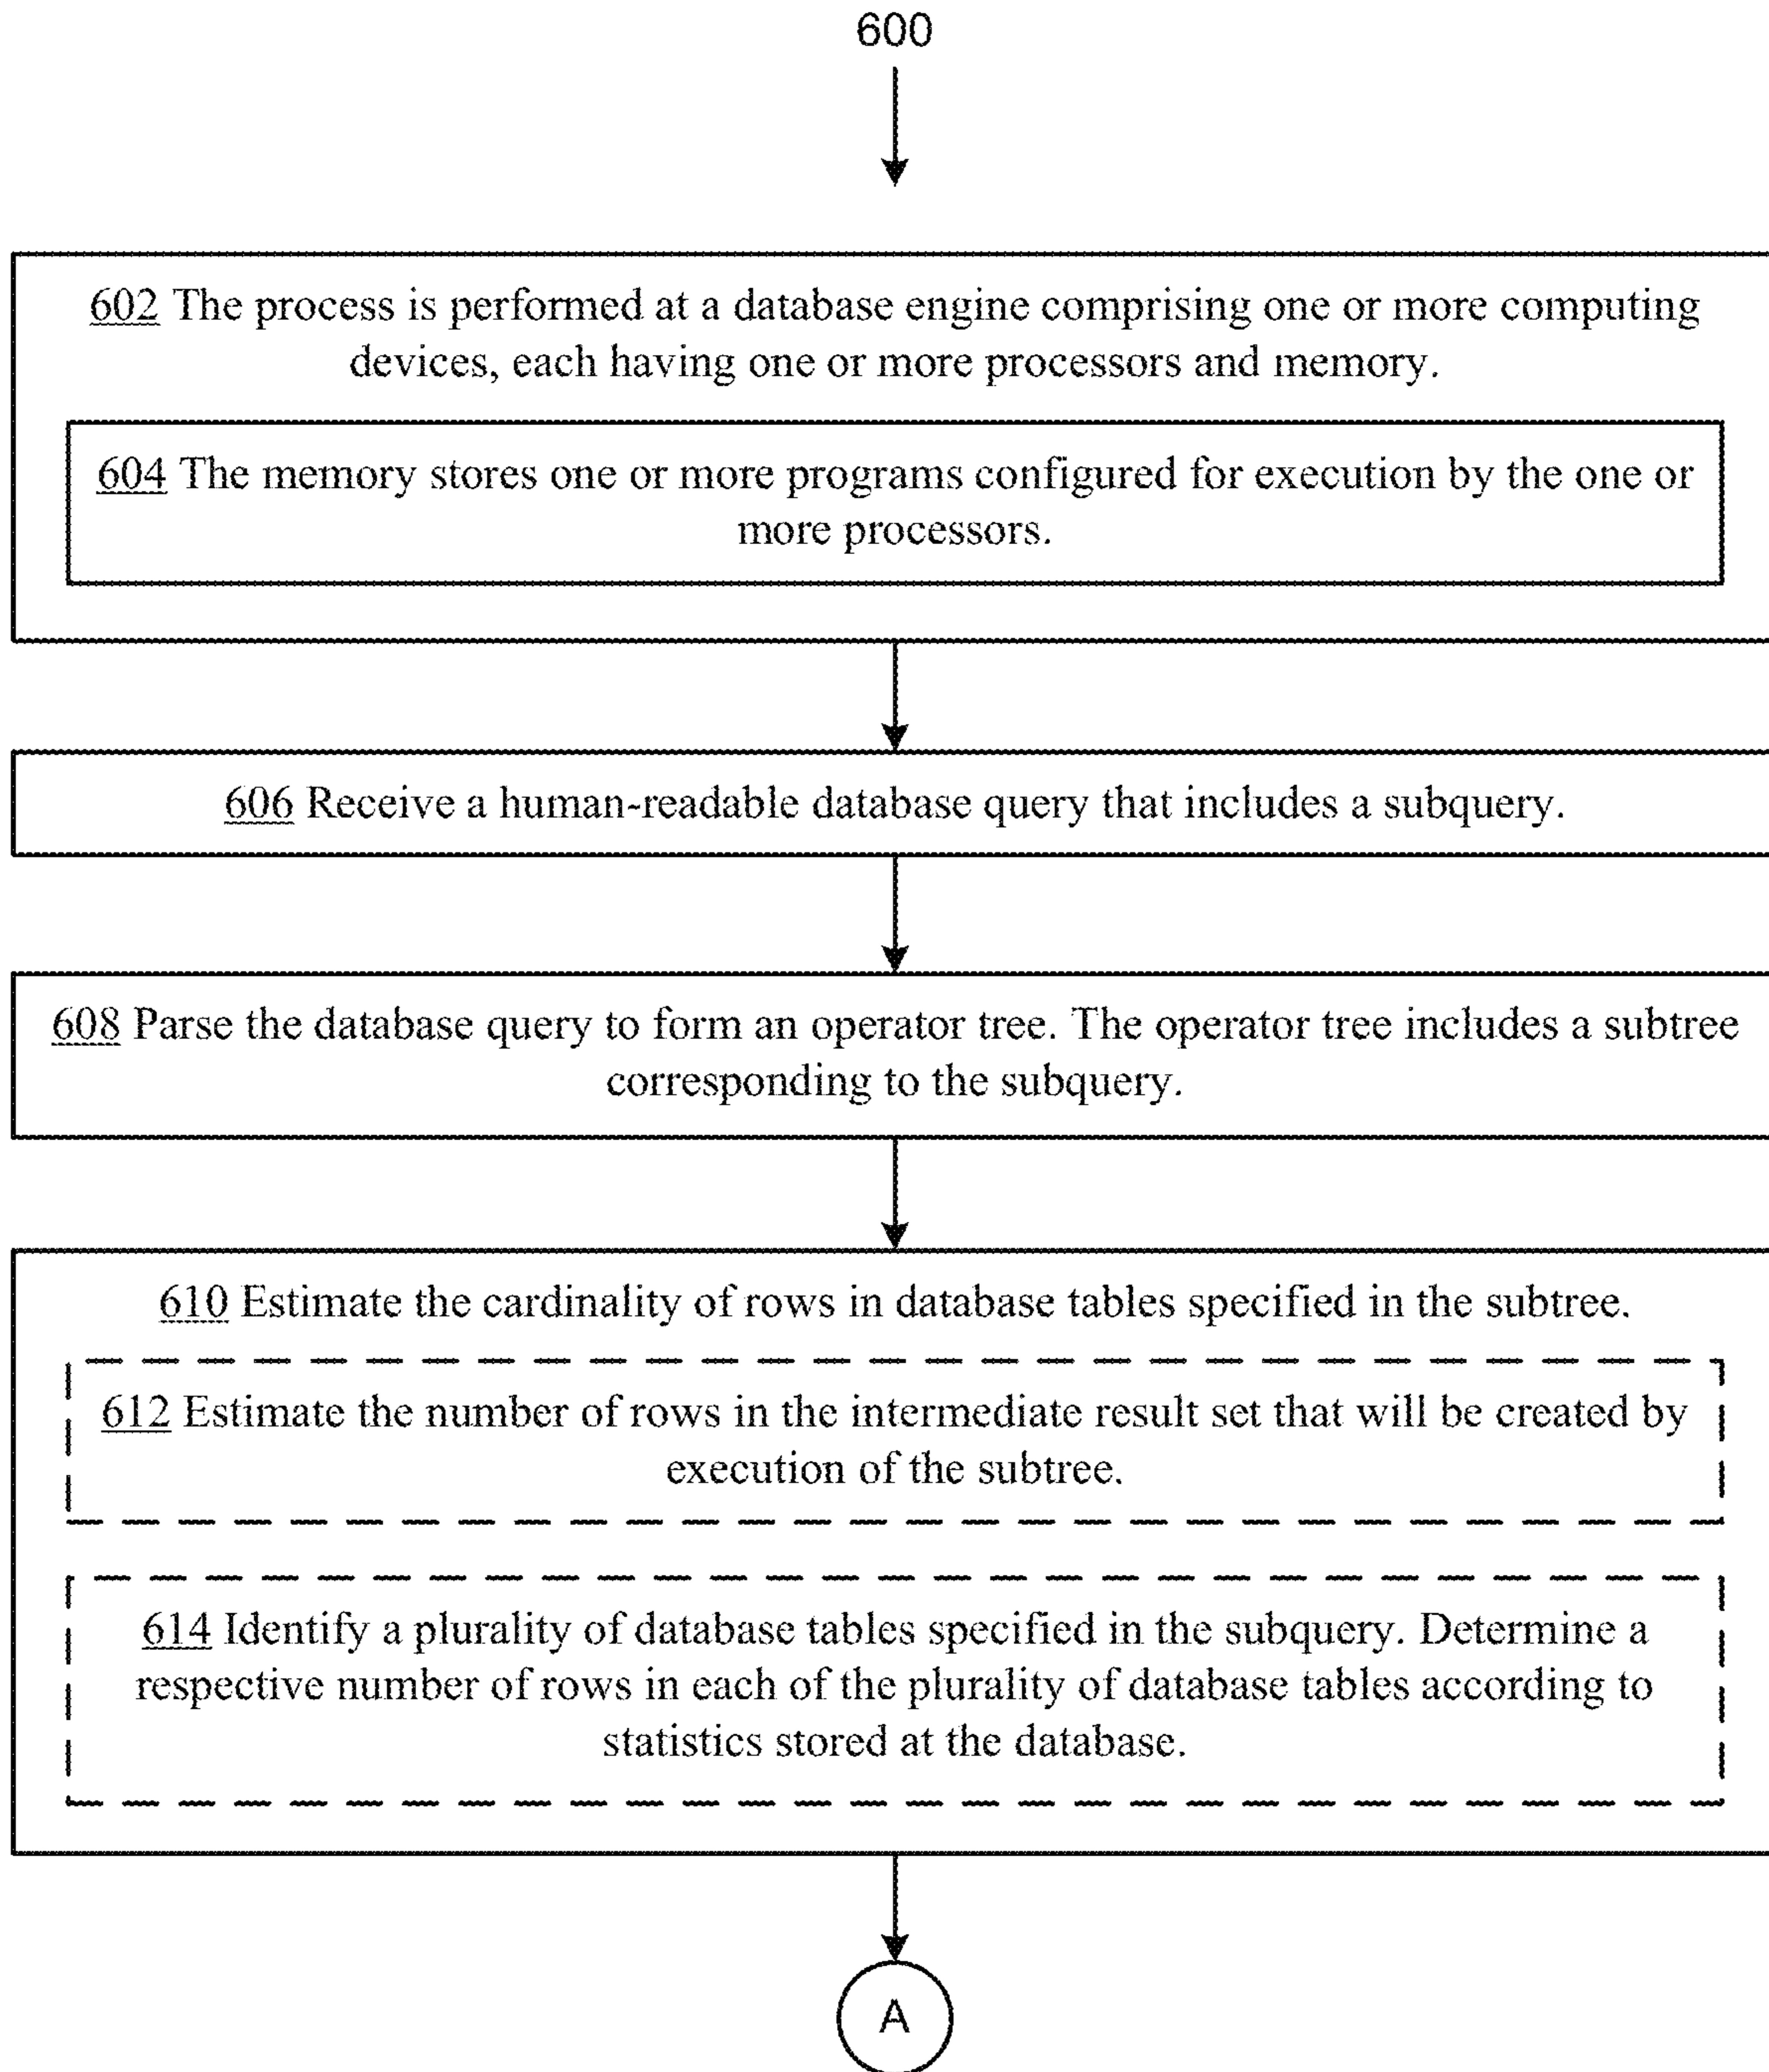 600
602 The process is performed at a database engine comprising one or more computing
devices, each having one or more processors and memory.
604 The memory stores one or more programs configured for execution by the one or
more processors.
606 Receive a human-readable database query that includes a subquery.
608 Parse the database query to form an operator tree. The operator tree includes a subtree
corresponding to the subquery.
610 Estimate the cardinality of rows in database tables specified in the subtree.
612 Estimate the number of rows in the intermediate result set that will be created by
execution of the subtree.
614 Identify a plurality of database tables specified in the subquery. Determine a
respective number of rows in each of the plurality of database tables according to
statistics stored at the database.
A